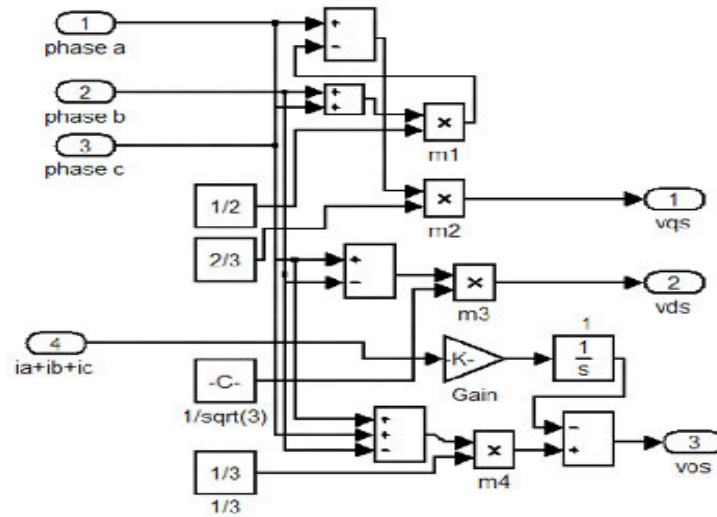 1
phase a
2
phase b
3
phase c
+
-
+
+
×
m1
1/2
×
m2
1
vqs
2/3
+
-
×
m3
2
vds
4
ia+ib+ic
-K-
Gain
1
1
s
-C-
1/sqrt(3)
+
+
-
×
m4
-
+
3
vos
1/3
1/3